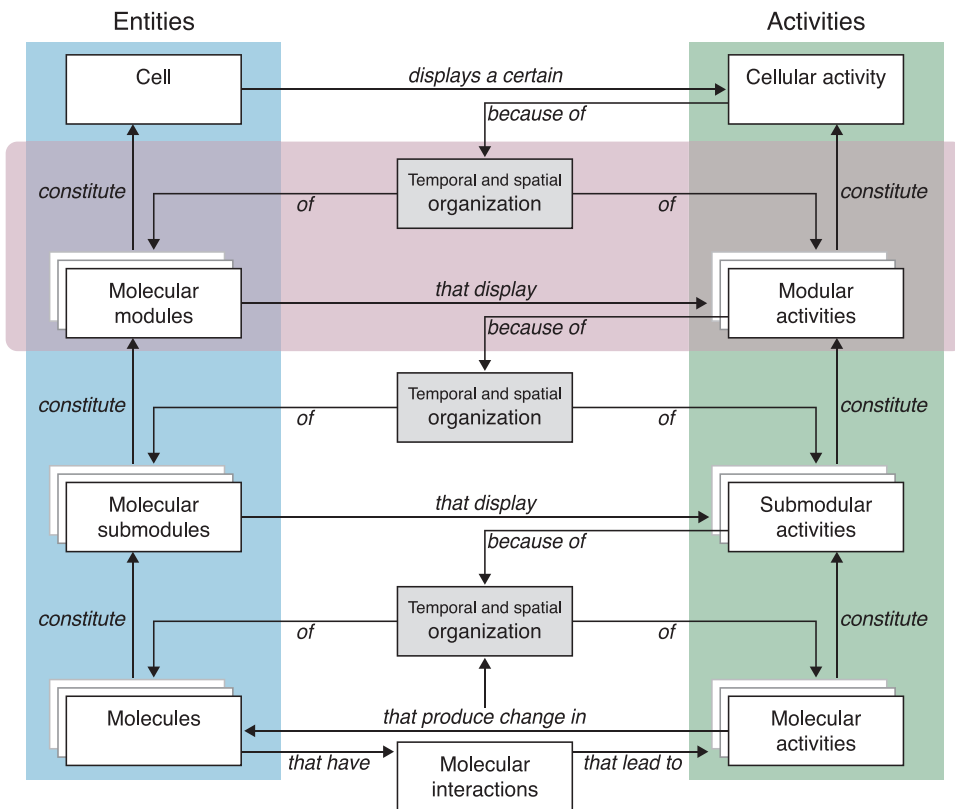 Entities
Activities
Cell
displays a certain
Cellular activity
because of
constitute
Temporal and spatial
organization
constitute
of
of
Molecular
modules
that display
Modular
activities
because of
constitute
Temporal and spatial
organization
constitute
of
of
Molecular
submodules
that display
Submodular
activities
because of
constitute
Temporal and spatial
organization
constitute
of
of
Molecules
that produce change in
Molecular
activities
that have
Molecular
interactions
that lead to